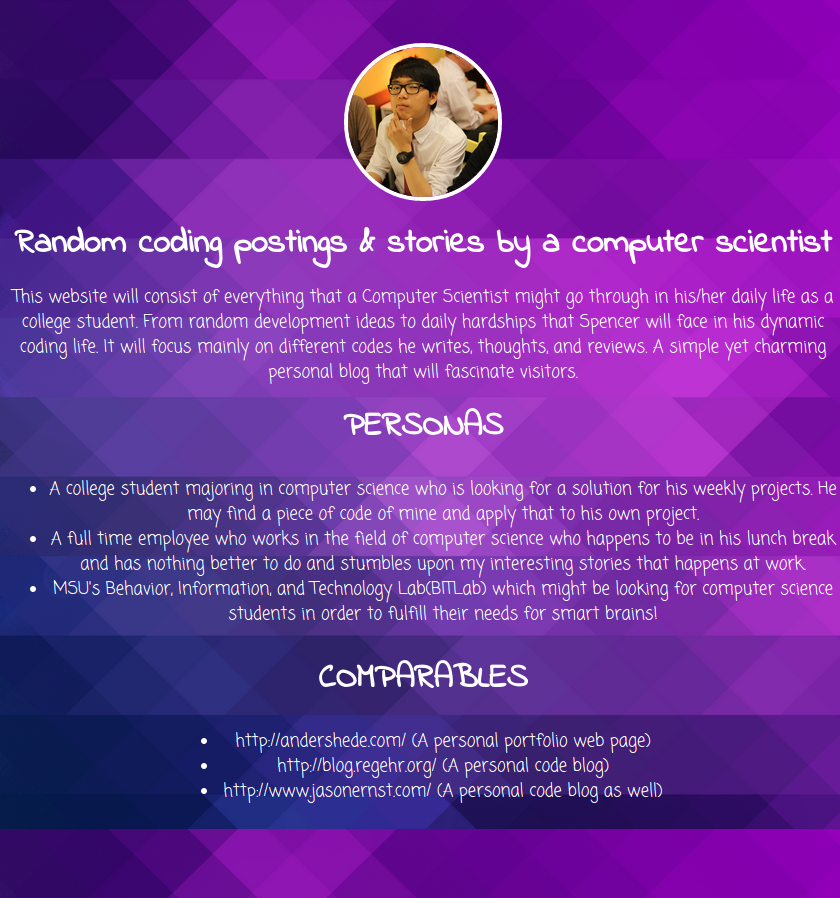 Random coding postings & stories by a computer scientist
This website will consist of everything that a Computer Scientist might go through in his/her daily life as a
college student. From random development ideas to daily hardships that Spencer will face in his dynamic
coding life. It will focus mainly on different codes he writes, thoughts, and reviews. A simple yet charming
personal blog that will fascinate visitors.
PERSONAS
• A college student majoring in computer science who is looking for a solution for his weekly projects. He
may find a piece of code of mine and apply that to his own project.
• A full time employee who works in the field of computer science who happens to be in his lunch break
and has nothing better to do and stumbles upon my interesting stories that happens at work.
• MSU's Behavior, Information, and Technology Lab(BITLab) which might be looking for computer science
students in order to fulfill their needs for smart brains!
COMPARABLES
• http://andershede.com/ (A personal portfolio web page)
• http://blog.regehr.org/ (A personal code blog)
• http://www.jasonernst.com/ (A personal code blog as well)